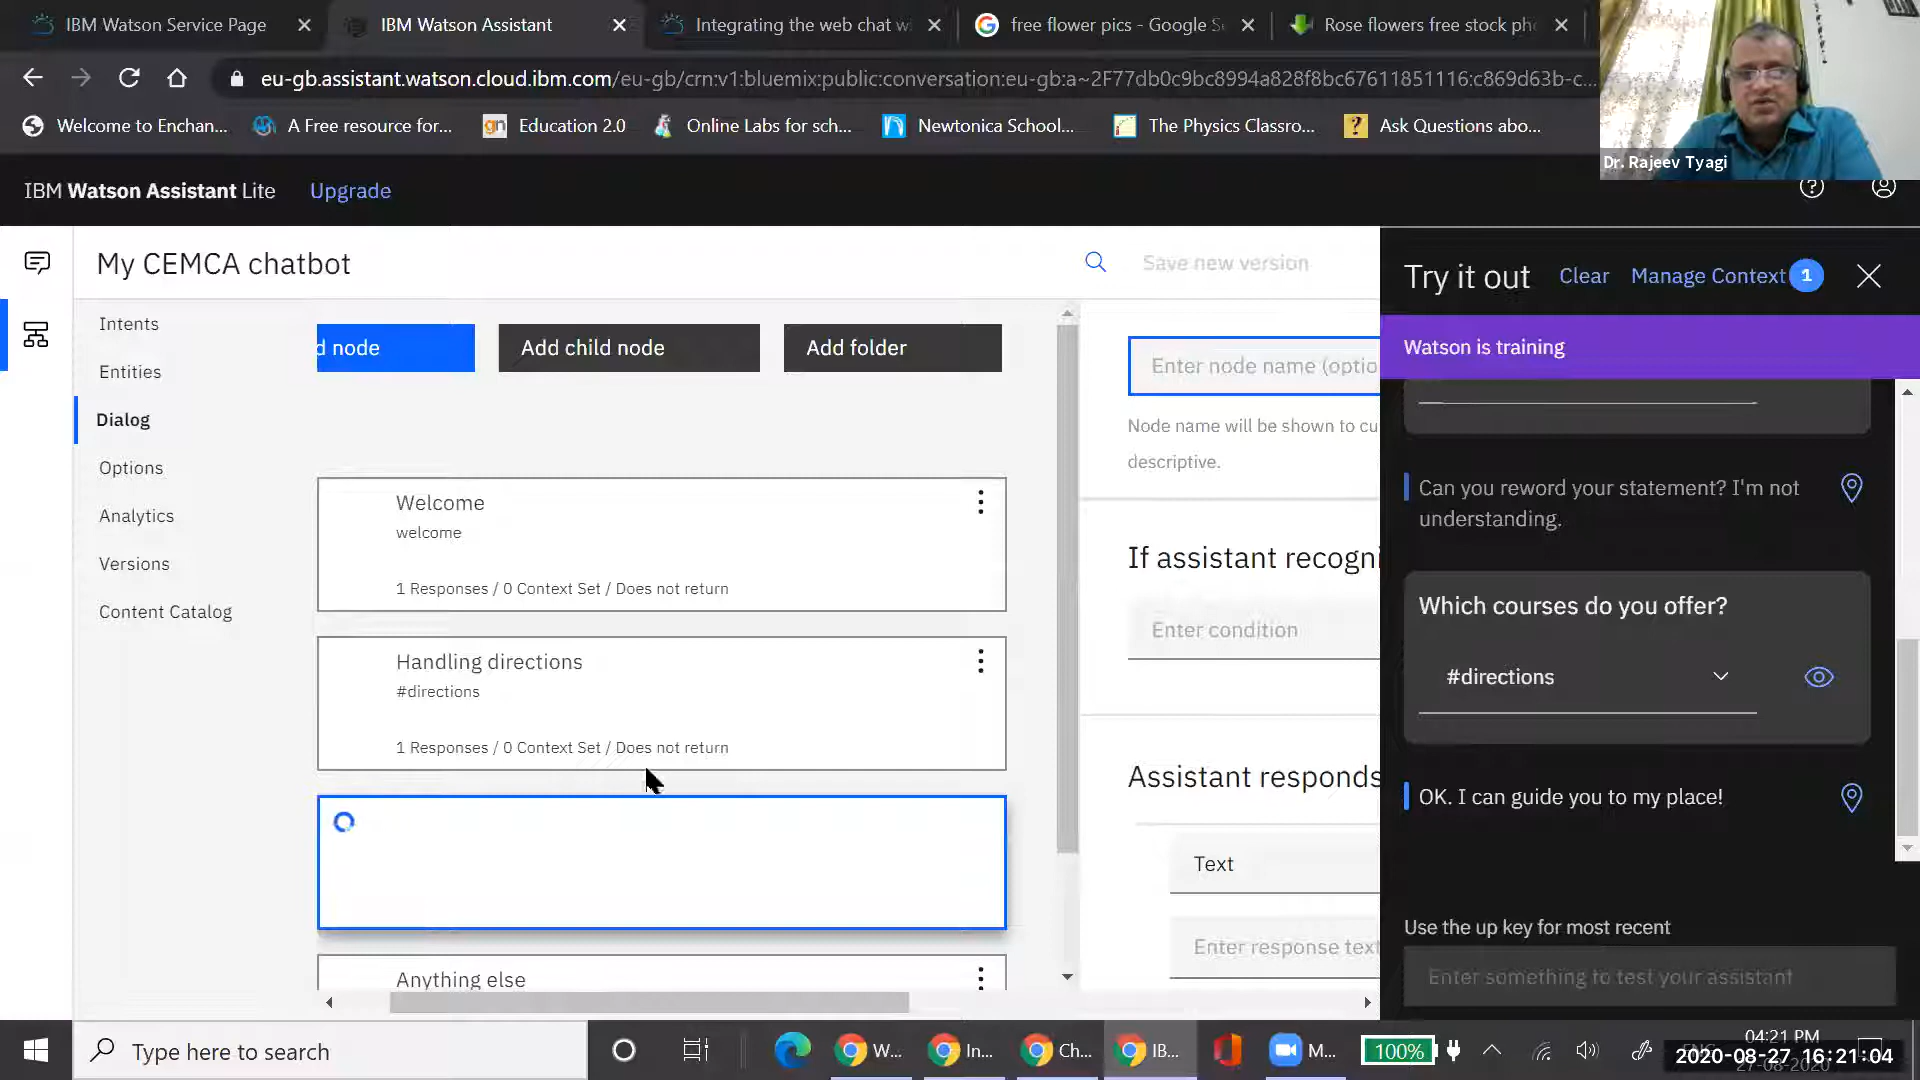 IBM Watson Service Page
IBM Watson Assistant
Integrating the web chat wi
free flower pics - Google Se
Rose flowers free stock pho
eu-gb.assistant.watson.cloud.ibm.com/eu-gb/crn:v1:bluemix:public:conversation:eu-gb:a~2F77db0c9bc8994a828f8bc67611851116:c869d63b-c...
Welcome to Enchan...
A Free resource for...
Education 2.0
Online Labs for sch...
Newtonica School...
The Physics Classro...
Ask Questions abo...
Dr. Rajeev Tyagi
IBM Watson Assistant Lite
Upgrade
My CEMCA chatbot
Save new version
Try it out
Clear
Manage Context 1
Watson is training
Intents
Entities
Dialog
Options
Analytics
Versions
Content Catalog
d node
Add child node
Add folder
Welcome
welcome
1 Responses / 0 Context Set / Does not return
Handling directions
#directions
1 Responses / 0 Context Set / Does not return
Anything else
Enter node name (optio
Node name will be shown to cu
descriptive.
If assistant recogni
Enter condition
Assistant responds
Text
Enter response text
Can you reword your statement? I'm not
understanding.
Which courses do you offer?
#directions
OK. I can guide you to my place!
Use the up key for most recent
Enter something to test your assistant
Type here to search
W...
In...
Ch...
IB...
M...
100%
04:21 PM
2020-08-27 16:21:04
27-08-2020